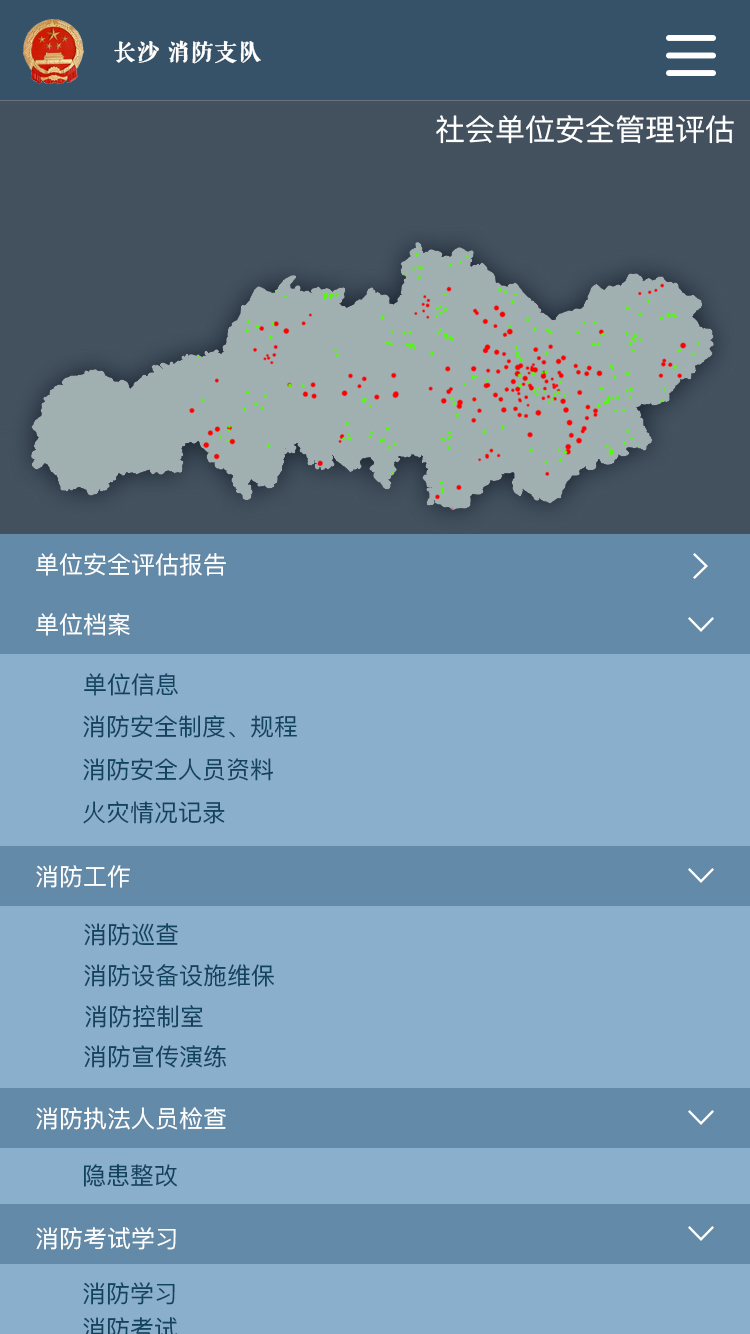 长沙 消防支队
社会单位安全管理评估
单位安全评估报告
单位档案
单位信息
消防安全制度、规程
消防安全人员资料
火灾情况记录
消防工作
消防巡查
消防设备设施维保
消防控制室
消防宣传演练
消防执法人员检查
隐患整改
消防考试学习
消防学习
消防考试